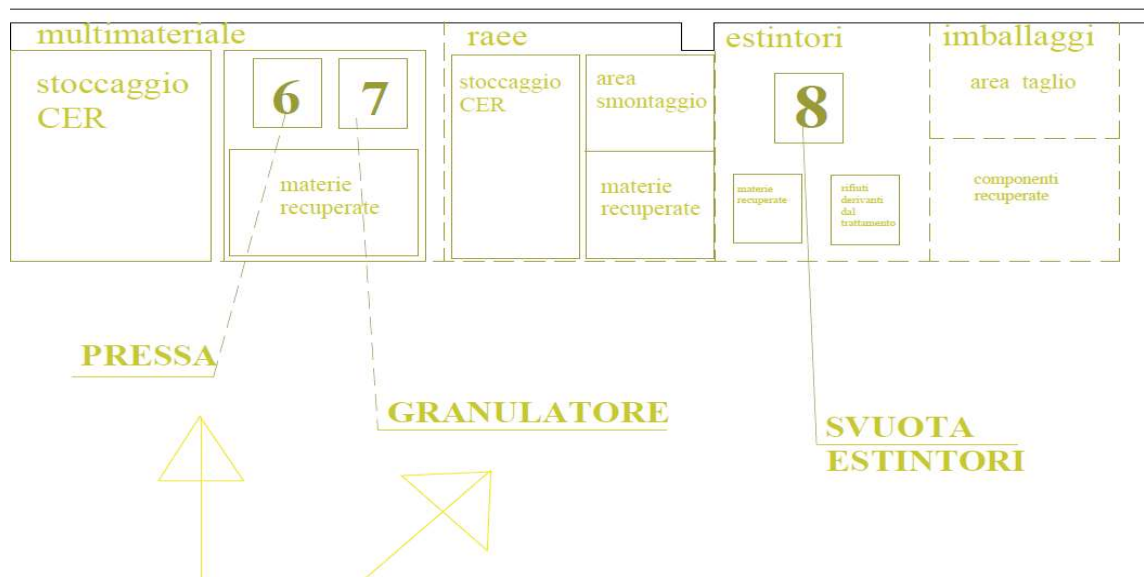 multimateriale
stoccaggio
CER
6
7
materie
recuperate
raee
stoccaggio
CER
area
smontaggio
materie
recuperate
estintori
8
materie
recuperate
rifiuti
derivanti
dal
trattamento
imballaggi
area taglio
componenti
recuperate
PRESSA
GRANULATORE
SVUOTA
ESTINTORI